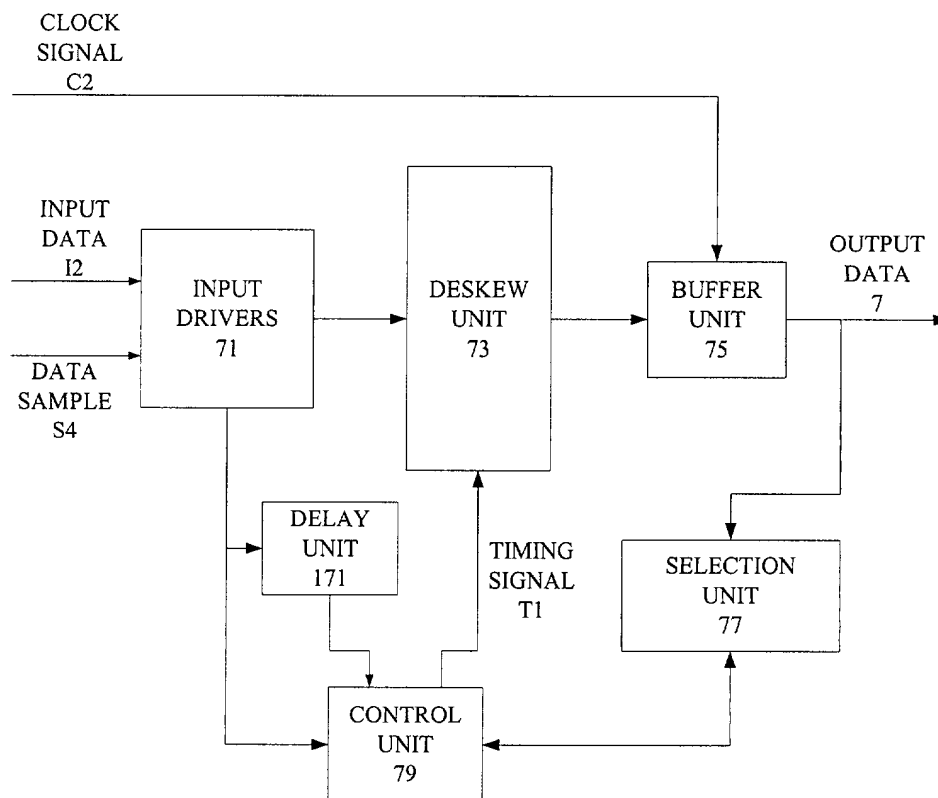 CLOCK
SIGNAL
C2
INPUT
DATA
I2
DATA
SAMPLE
S4
INPUT
DRIVERS
71
DESKEW
UNIT
73
BUFFER
UNIT
75
OUTPUT
DATA
7
DELAY
UNIT
171
TIMING
SIGNAL
T1
SELECTION
UNIT
77
CONTROL
UNIT
79